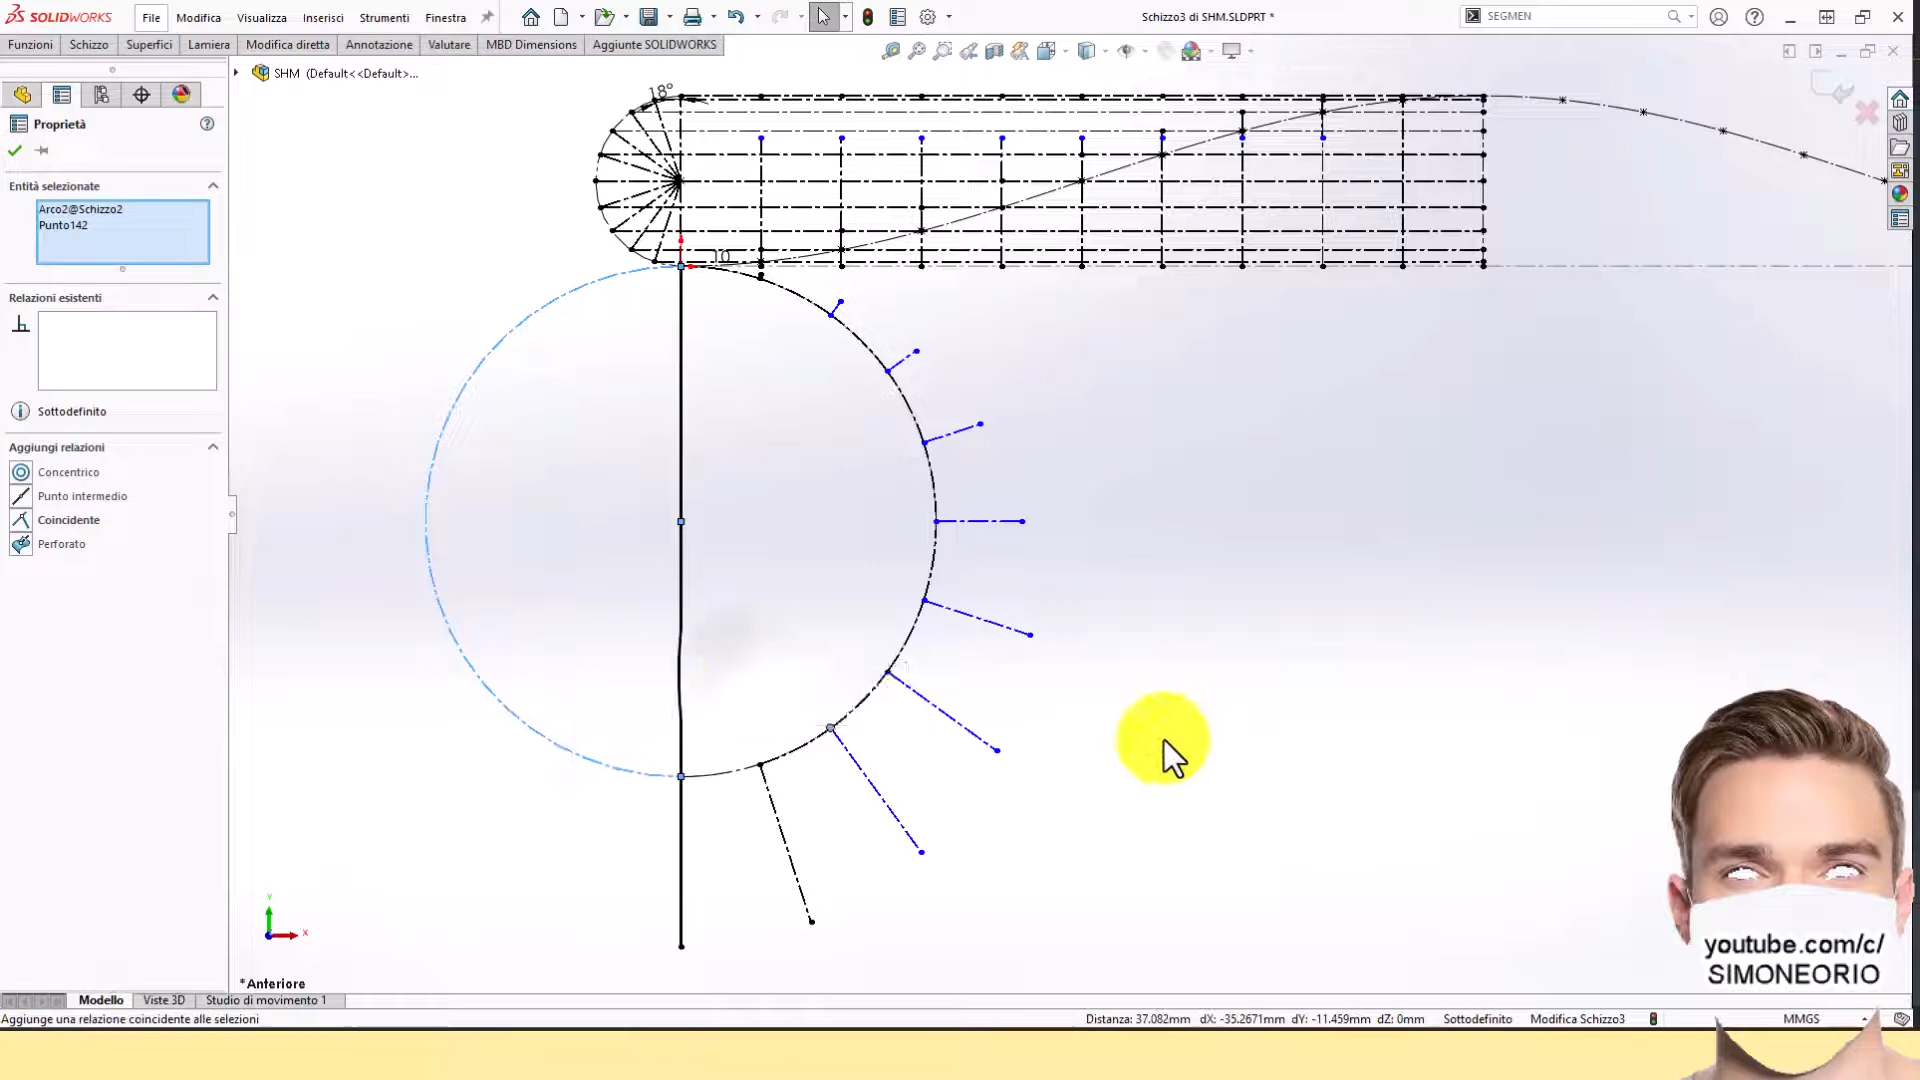 SOLIDWORKS File Modifica Visualizza Inserisci Strumenti Finestra Schizzo3 di SHM.SLDPRT * SEGMEN
Funzioni Schizzo Superfici Lamiera Modifica diretta Annotazione Valutare MBD Dimensions Aggiunte SOLIDWORKS
SHM (Default<<Default>...
18°
Proprietà
Entità selezionate
Arco2@Schizzo2
Punto142
10
Relazioni esistenti
Sottodefinito
Aggiungi relazioni
Concentrico
Punto intermedio
Coincidente
Perforato
Y
X
youtube.com/c/
SIMONEORIO
*Anteriore
Modello Viste 3D Studio di movimento 1
Aggiunge una relazione coincidente alle selezioni Distanza: 37.082mm dX: -35.2671mm dY: -11.459mm dZ: 0mm Sottodefinito Modifica Schizzo3 MMGS